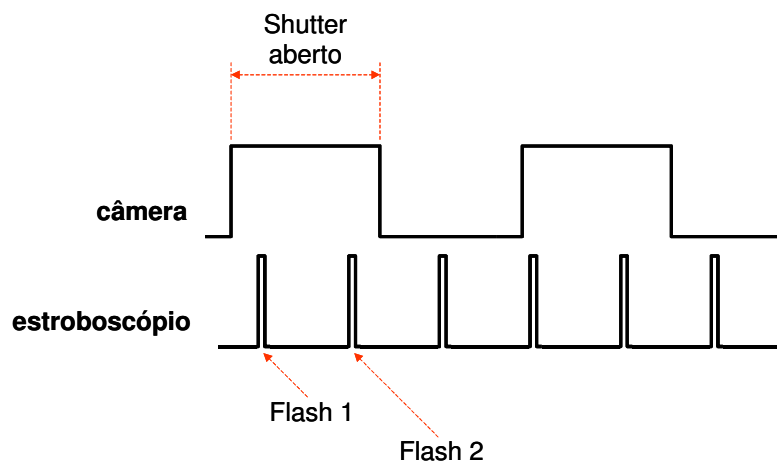 Shutter
aberto
câmera
estroboscópio
Flash 1
Flash 2